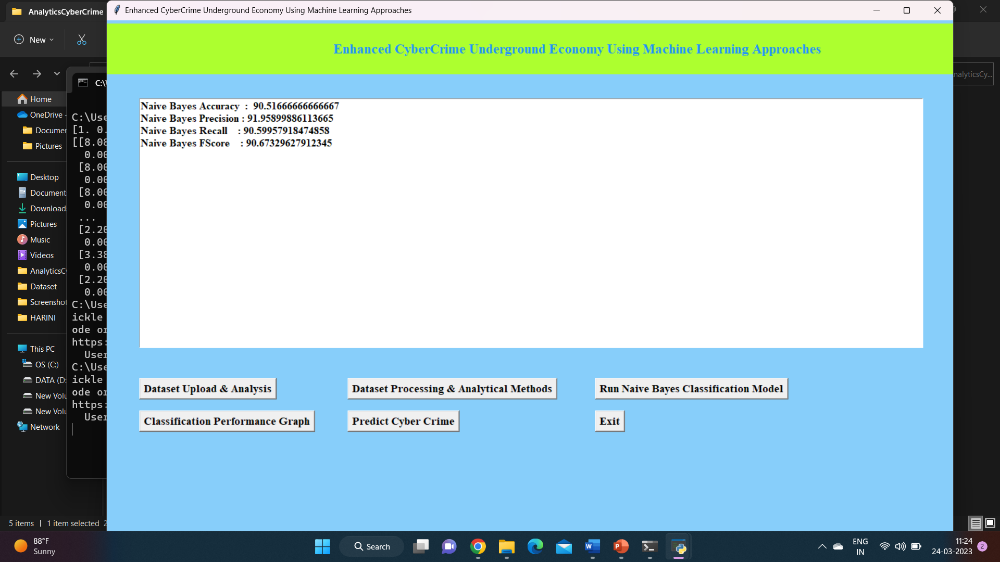 AnalyticsCyberCrime
Enhanced CyberCrime Underground Economy Using Machine Learning Approaches
New
Enhanced CyberCrime Underground Economy Using Machine Learning Approaches
nalyticsCy...
C:\
Home
OneDrive -
Documen
Pictures
Desktop
Document
Download
Pictures
Music
Videos
AnalyticsCy
Dataset
Screenshot
HARINI
This PC
OS (C:)
DATA (D:
New Volu
New Volu
Network
C:\Use
[1. 0.
[[8.08
0.00
[8.00
0.00
[8.00
0.00
...
[2.20
0.00
[3.38
0.00
[2.20
0.00
C:\Use
ickle
ode or
https:
User
C:\Use
ickle
ode or
https:
User
Naive Bayes Accuracy : 90.51666666666667
Naive Bayes Precision : 91.95899886113665
Naive Bayes Recall : 90.59957918474858
Naive Bayes FScore : 90.67329627912345
Dataset Upload & Analysis
Dataset Processing & Analytical Methods
Run Naive Bayes Classification Model
Classification Performance Graph
Predict Cyber Crime
Exit
5 items | 1 item selected 2
88°F
Sunny
Search
ENG
IN
11:24
24-03-2023
2